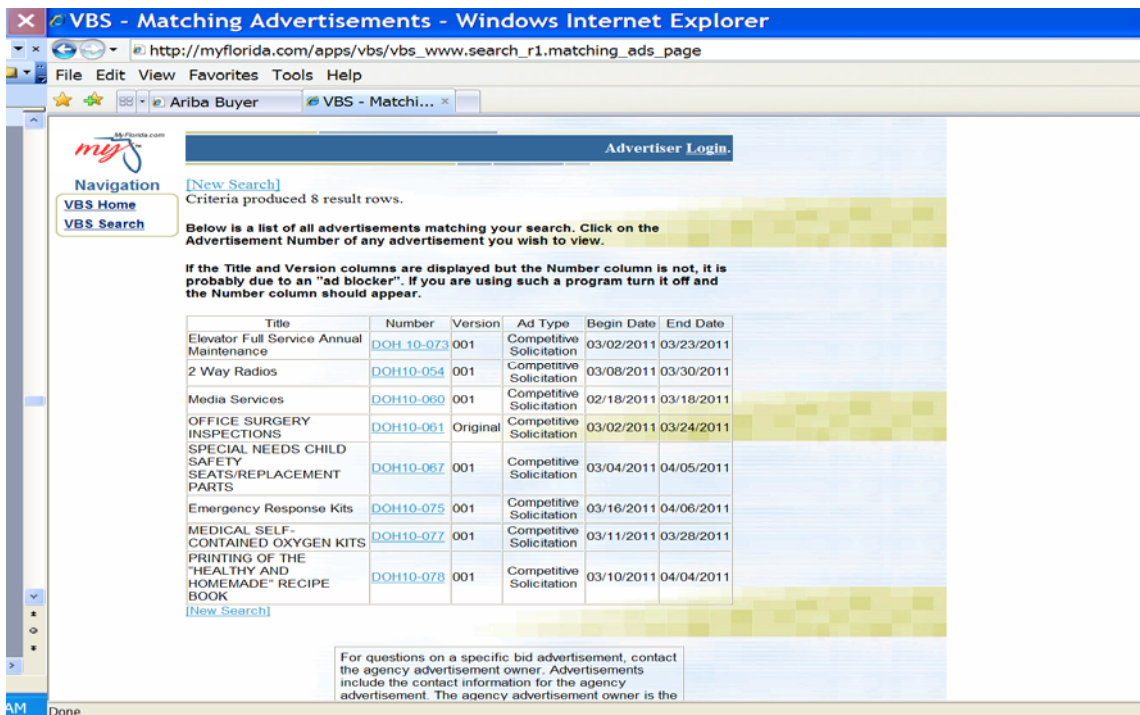 VBS - Matching Advertisements - Windows Internet Explorer
http://myflorida.com/apps/vbs/vbs_www.search_r1.matching_ads_page
File Edit View Favorites Tools Help
Ariba Buyer VBS - Matchi...
MyFlorida.com
my
Advertiser Login.
Navigation
VBS Home
VBS Search
[New Search]
Criteria produced 8 result rows.
Below is a list of all advertisements matching your search. Click on the
Advertisement Number of any advertisement you wish to view.
If the Title and Version columns are displayed but the Number column is not, it is
probably due to an "ad blocker". If you are using such a program turn it off and
the Number column should appear.
Title Number Version Ad Type Begin Date End Date
Elevator Full Service Annual Maintenance DOH 10-073 001 Competitive Solicitation 03/02/2011 03/23/2011
2 Way Radios DOH10-054 001 Competitive Solicitation 03/08/2011 03/30/2011
Media Services DOH10-060 001 Competitive Solicitation 02/18/2011 03/18/2011
OFFICE SURGERY INSPECTIONS DOH10-061 Original Competitive Solicitation 03/02/2011 03/24/2011
SPECIAL NEEDS CHILD SAFETY SEATS/REPLACEMENT PARTS DOH10-067 001 Competitive Solicitation 03/04/2011 04/05/2011
Emergency Response Kits DOH10-075 001 Competitive Solicitation 03/16/2011 04/06/2011
MEDICAL SELF-CONTAINED OXYGEN KITS DOH10-077 001 Competitive Solicitation 03/11/2011 03/28/2011
PRINTING OF THE "HEALTHY AND HOMEMADE" RECIPE BOOK DOH10-078 001 Competitive Solicitation 03/10/2011 04/04/2011
[New Search]
For questions on a specific bid advertisement, contact
the agency advertisement owner. Advertisements
include the contact information for the agency
advertisement. The agency advertisement owner is the
AM
Done